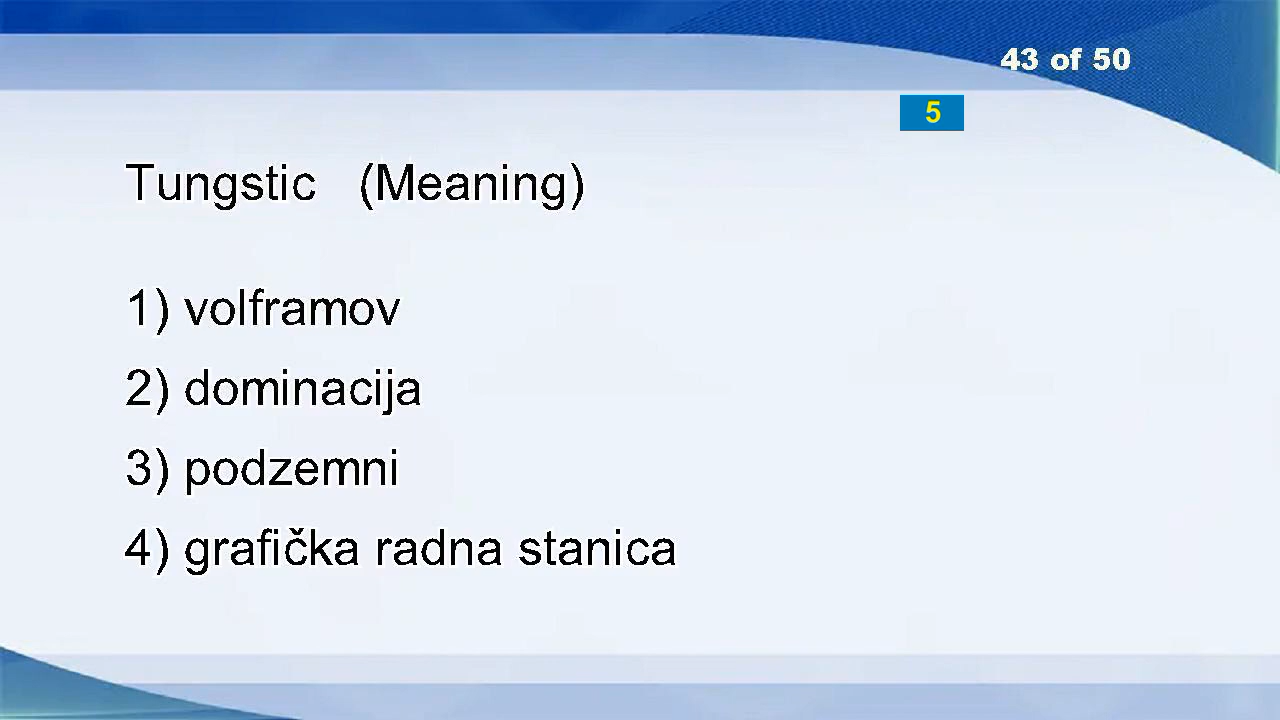 43 of 50
5
Tungstic (Meaning)
1) volframov
2) dominacija
3) podzemni
4) grafička radna stanica